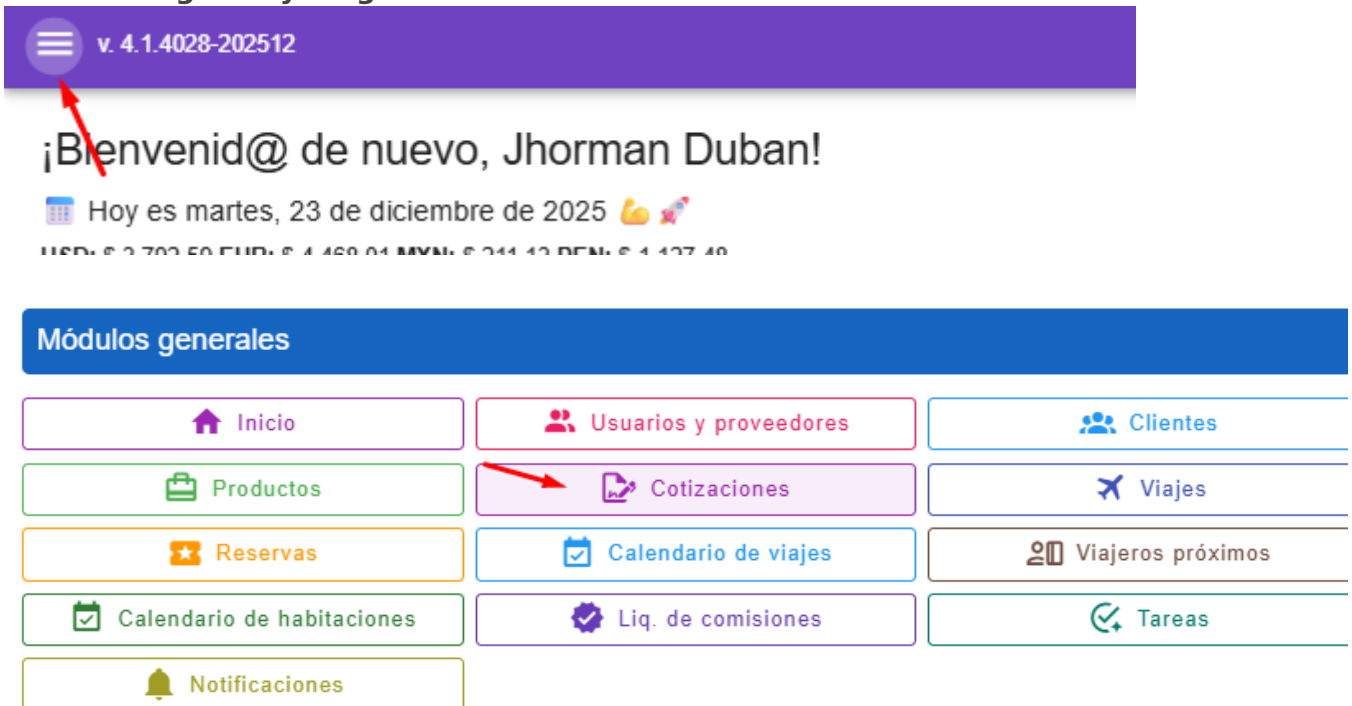 v. 4.1.4028-202512
¡Bienvenid@ de nuevo, Jhorman Duban!
Hoy es martes, 23 de diciembre de 2025
Módulos generales
Inicio
Usuarios y proveedores
Clientes
Productos
Cotizaciones
Viajes
Reservas
Calendario de viajes
Viajeros próximos
Calendario de habitaciones
Liq. de comisiones
Tareas
Notificaciones